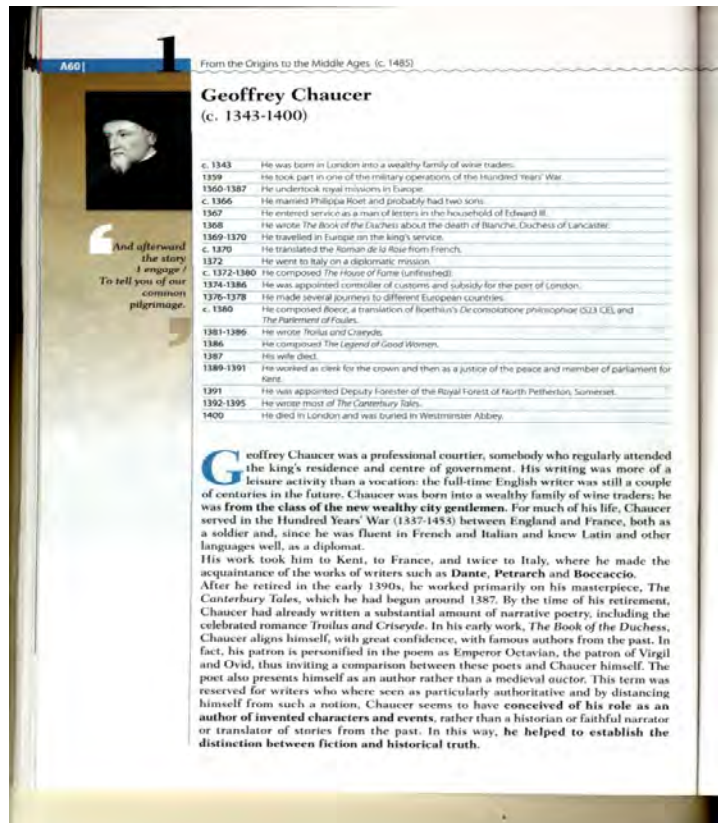 A60|
1
From the Origins to the Middle Ages (c. 1485)
Geoffrey Chaucer
(c. 1343-1400)
c. 1343 He was born in London into a wealthy family of wine traders.
1359 He took part in one of the military operations of the Hundred Years' War.
1360-1387 He undertook royal missions in Europe.
c. 1366 He married Philippa Roet and probably had two sons.
1367 He entered service as a man of letters in the household of Edward III.
1368 He wrote The Book of the Duchess about the death of Blanche, Duchess of Lancaster.
1369-1370 He travelled in Europe on the king's service.
c. 1370 He translated the Roman de la Rose from French.
1372 He went to Italy on a diplomatic mission.
c. 1372-1380 He composed The House of Fame (unfinished).
1374-1386 He was appointed controller of customs and subsidy for the port of London.
1376-1378 He made several journeys to different European countries.
c. 1380 He composed Boece, a translation of Boethius's De comsolatione philosophiae (523 CE), and
The Parlement of Foules.
1381-1386 He wrote Troilus and Criseyde.
1386 He composed The Legend of Good Women.
1387 His wife died.
1389-1391 He worked as clerk for the crown and then as a justice of the peace and member of parliament for
Kent.
1391 He was appointed Deputy Forester of the Royal Forest of North Petherton, Somerset.
1392-1395 He wrote most of The Canterbury Tales.
1400 He died in London and was buried in Westminster Abbey.
“
And afterward
the story
I engage /
To tell you of our
common
pilgrimage.
”
Geoffrey Chaucer was a professional courtier, somebody who regularly attended
the king's residence and centre of government. His writing was more of a
leisure activity than a vocation: the full-time English writer was still a couple
of centuries in the future. Chaucer was born into a wealthy family of wine traders; he
was from the class of the new wealthy city gentlemen. For much of his life, Chaucer
served in the Hundred Years' War (1337-1453) between England and France, both as
a soldier and, since he was fluent in French and Italian and knew Latin and other
languages well, as a diplomat.
His work took him to Kent, to France, and twice to Italy, where he made the
acquaintance of the works of writers such as Dante, Petrarch and Boccaccio.
After he retired in the early 1390s, he worked primarily on his masterpiece, The
Canterbury Tales, which he had begun around 1387. By the time of his retirement,
Chaucer had already written a substantial amount of narrative poetry, including the
celebrated romance Troilus and Criseyde. In his early work, The Book of the Duchess,
Chaucer aligns himself, with great confidence, with famous authors from the past. In
fact, his patron is personified in the poem as Emperor Octavian, the patron of Virgil
and Ovid, thus inviting a comparison between these poets and Chaucer himself. The
poet also presents himself as an author rather than a medieval auctor. This term was
reserved for writers who where seen as particularly authoritative and by distancing
himself from such a notion, Chaucer seems to have conceived of his role as an
author of invented characters and events, rather than a historian or faithful narrator
or translator of stories from the past. In this way, he helped to establish the
distinction between fiction and historical truth.